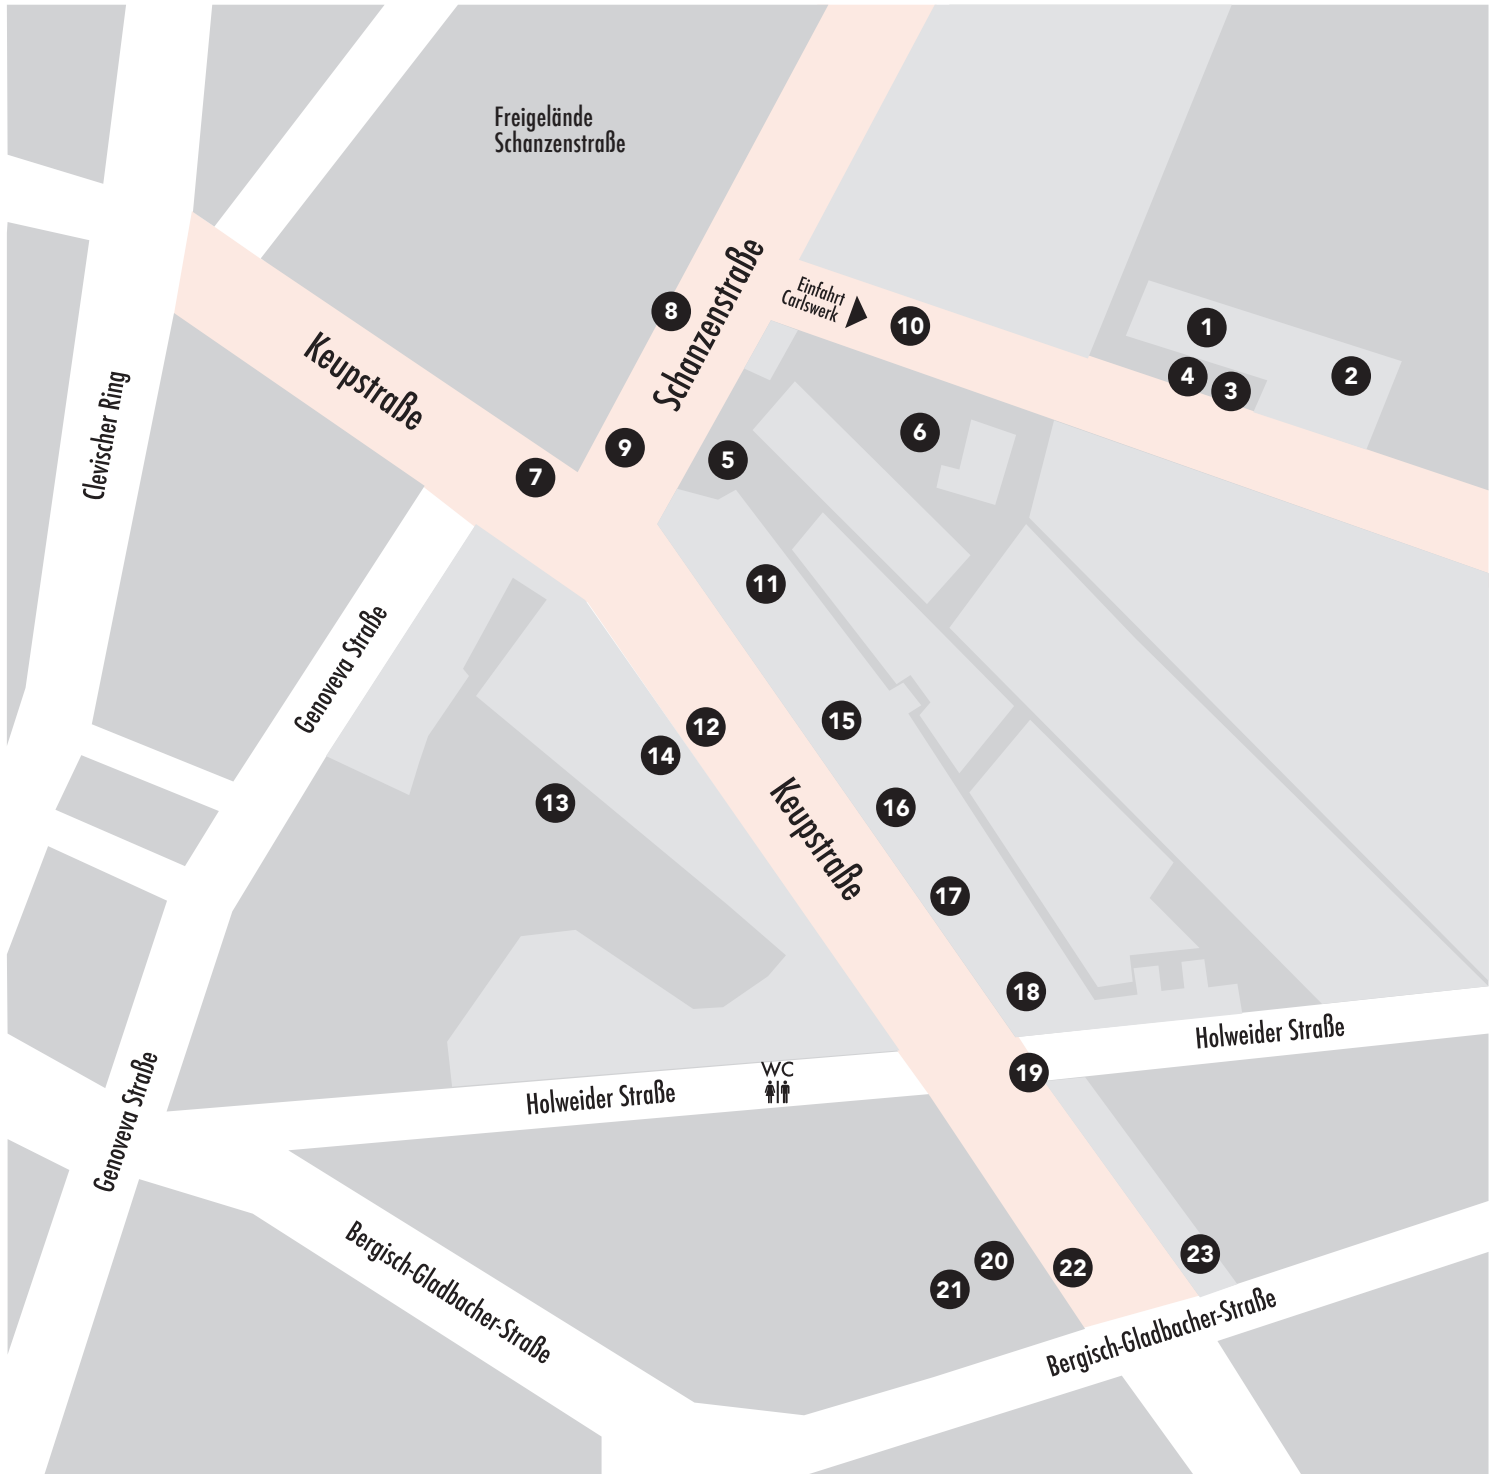 Freigelände
Schanzenstraße
Schanzenstraße
Einfahrt
Carlswerk
8
10
1
4
3
2
Keupstraße
Clevischer Ring
9
6
5
7
11
Genoveva Straße
12
15
14
13
16
Keupstraße
17
18
Holweider Straße
19
WC
Holweider Straße
Genoveva Straße
20
22
23
21
Bergisch-Gladbacher-Straße
Bergisch-Gladbacher-Straße